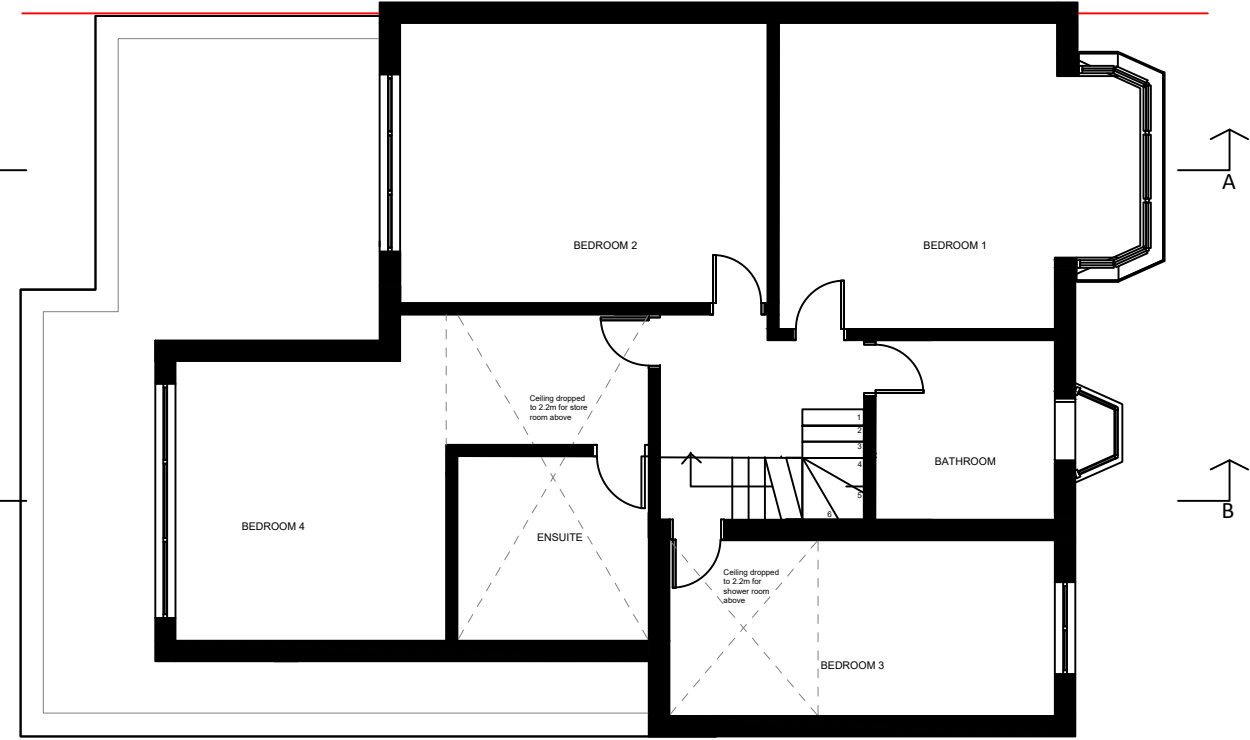 A
BEDROOM 2
BEDROOM 1
Ceiling dropped
to 2.2m for store
room above
1
2
3
4
5
6
BATHROOM
B
BEDROOM 4
ENSUITE
Ceiling dropped
to 2.2m for
shower room
above
BEDROOM 3